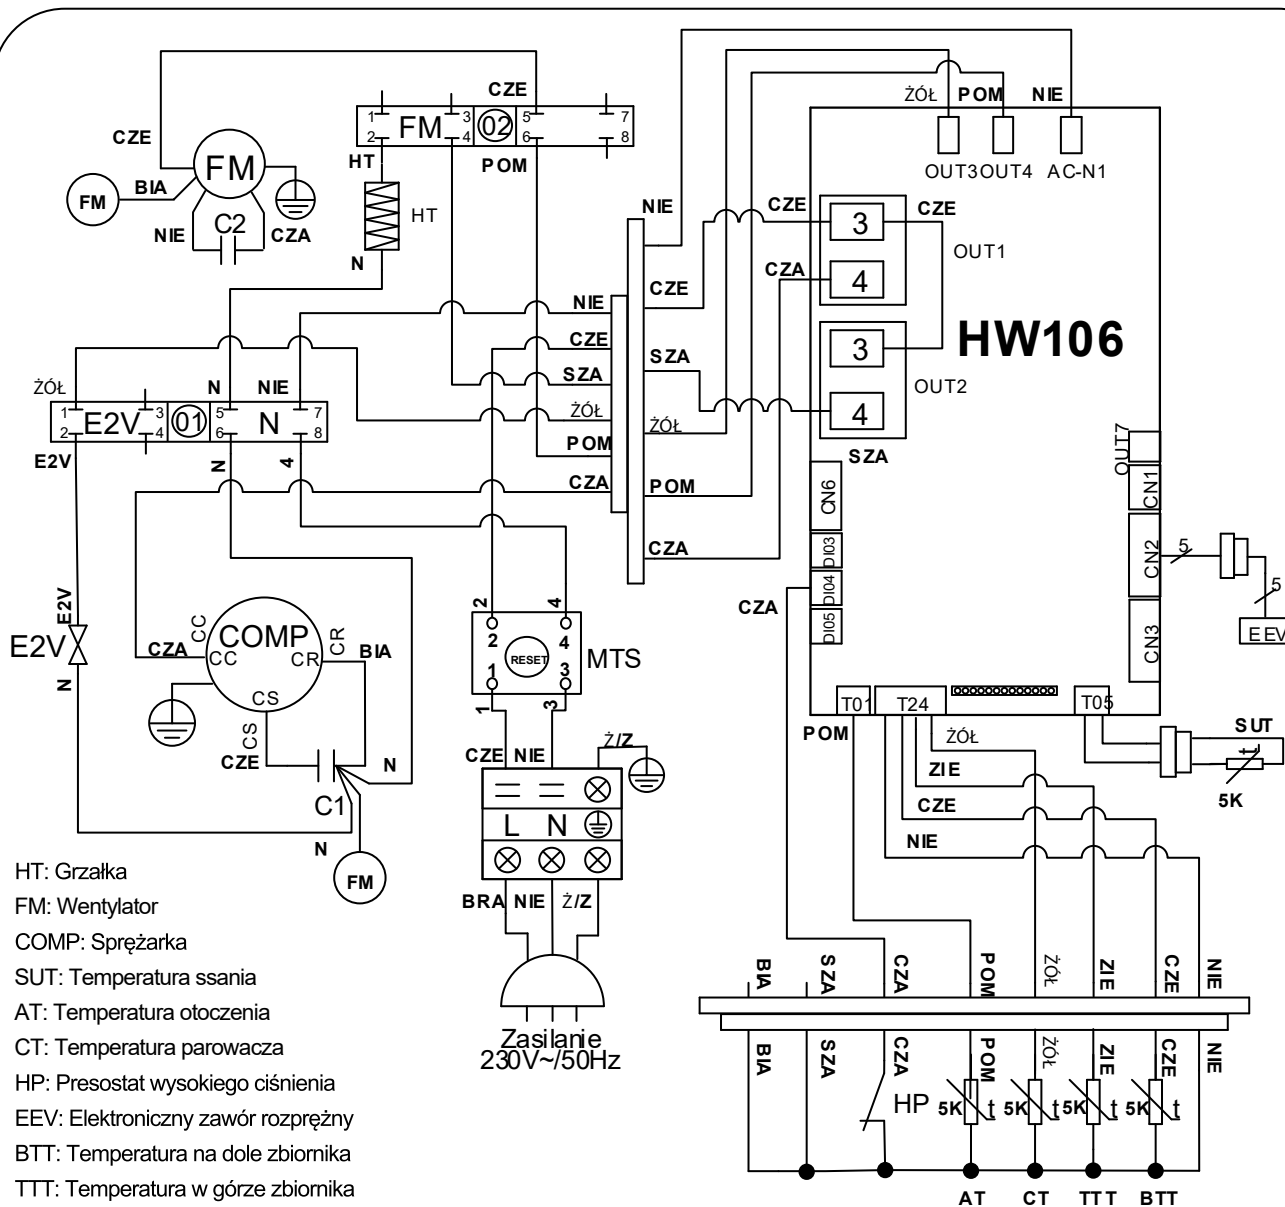 CZE
ŻÓŁ POM NIE
1 3 5 7
FM 02
2 4 6 8
CZE
HT POM
FM
OUT3 OUT4 AC-N1
BIA
FM
HT
NIE C2 CZA
NIE
CZE 3 CZE
N
OUT1
CZA 4
NIE CZE
CZE
HW106
3
SZA
SZA
OUT2
ŻÓŁ N NIE
ŻÓŁ 4
ŻÓŁ
1 3 5 7
E2V 01 N
2 4 6 8
POM
SZA
OUT7
E2V N 4
CZA POM
CN6 CN1
CZA
DI03 CN2 5
CZA DI04
5
DI05 CN3
EEV
E2V
2 4
CC COMP CR
E2V CZA CC CR BIA
2 4
RESET MTS
1 3
N
CS
1 3
CS
CZE N
C1
T01 T24 T05
POM ŻÓŁ SUT
CZE NIE Ż/Z
ZIE
t
5K
CZE
L N
NIE
N
FM
BRA NIE Ż/Z
HT: Grzałka
FM: Wentylator
COMP: Sprężarka
SUT: Temperatura ssania
AT: Temperatura otoczenia
CT: Temperatura parowacza
HP: Presostat wysokiego ciśnienia
EEV: Elektroniczny zawór rozprężny
BTT: Temperatura na dole zbiornika
TTT: Temperatura w górze zbiornika
Zasilanie
230V~/50Hz
BIA SZA CZA POM ŻÓŁ ZIE CZE NIE
BIA SZA CZA POM ŻÓŁ ZIE CZE NIE
HP 5K t 5K t 5K t 5K t
AT CT TTT BTT